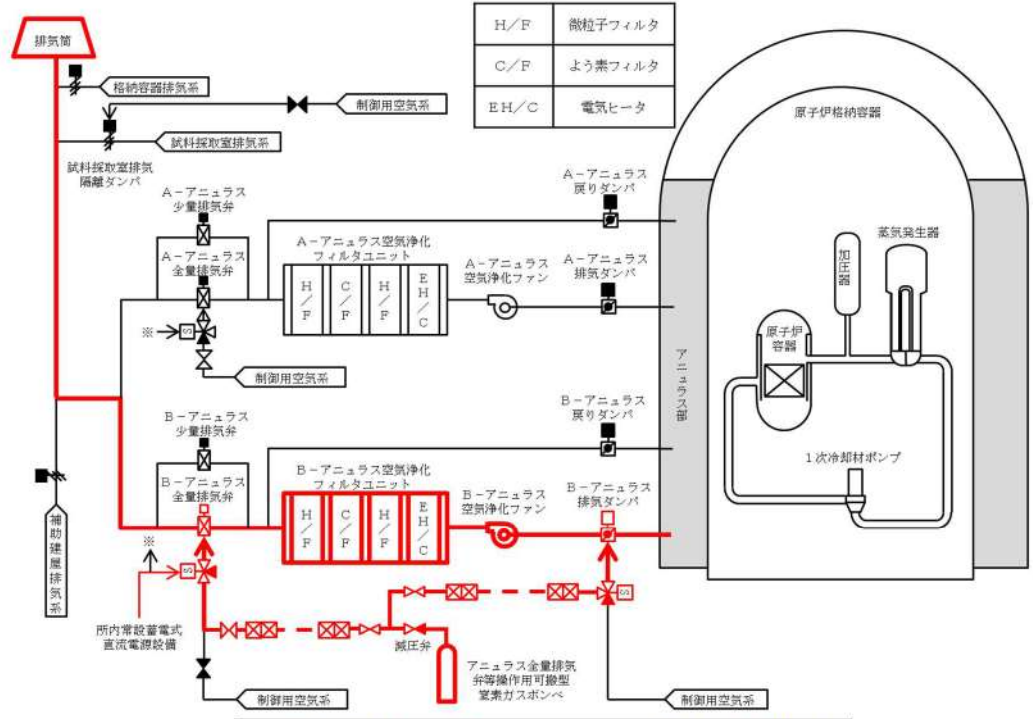 排気筒
H/F 微粒子フィルタ
C/F よう素フィルタ
EH/C 電気ヒータ
格納容器排気系
制御用空気系
試料採取室排気系
試料採取室排気
隔離ダンパ
原子炉格納容器
A-アニュラス
戻りダンパ
A-アニュラス
少量排気弁
A-アニュラス空気浄化
フィルタユニット
A-アニュラス
全量排気弁
H/F
C/F
H/F
EH/C
A-アニュラス
空気浄化ファン
A-アニュラス
排気ダンパ
蒸気発生器
加圧器
原子炉
容器
※
S
制御用空気系
アニュラス部
B-アニュラス
戻りダンパ
B-アニュラス
少量排気弁
B-アニュラス空気浄化
フィルタユニット
B-アニュラス
全量排気弁
H/F
C/F
H/F
EH/C
B-アニュラス
空気浄化ファン
B-アニュラス
排気ダンパ
1次冷却材ポンプ
補助建屋排気系
※
S
S
所内常設蓄電式
直流電源設備
減圧弁
アニュラス全量排気
弁等操作用可搬型
窒素ガスボンベ
制御用空気系
制御用空気系